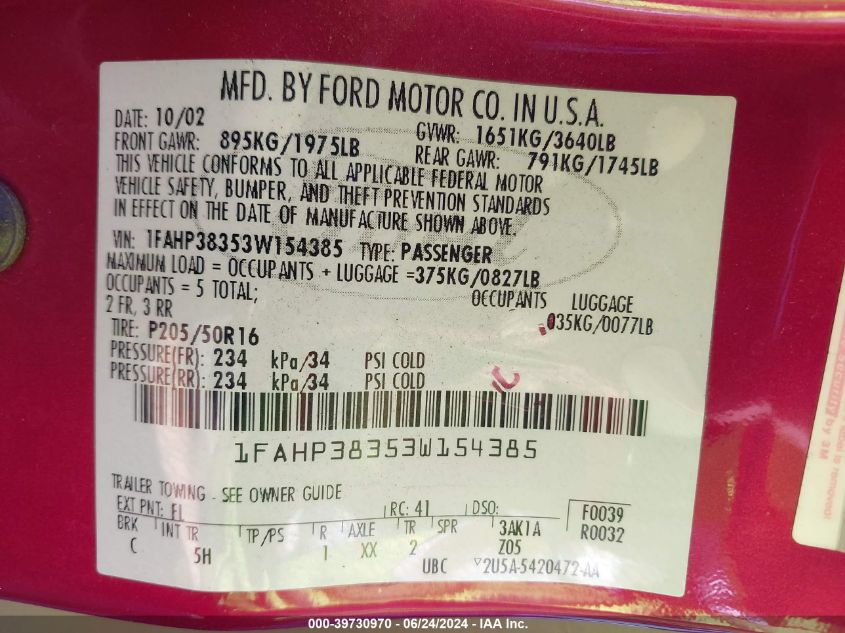 MFD. BY FORD MOTOR CO. IN U.S.A.
DATE: 10/02 GVWR: 1651KG/3640LB
FRONT GAWR: 895KG/1975LB REAR GAWR: 791KG/1745LB
THIS VEHICLE CONFORMS TO ALL APPLICABLE FEDERAL MOTOR
VEHICLE SAFETY, BUMPER, AND THEFT PREVENTION STANDARDS
IN EFFECT ON THE DATE OF MANUFACTURE SHOWN ABOVE.
VIN: 1FAHP38353W154385 TYPE: PASSENGER
MAXIMUM LOAD = OCCUPANTS + LUGGAGE =375KG/0827LB
OCCUPANTS = 5 TOTAL; OCCUPANTS LUGGAGE
2 FR, 3 RR 035KG/0077LB
TIRE: P205/50R16
PRESSURE(FR): 234 kPa/34 PSI COLD
PRESSURE(RR): 234 kPa/34 PSI COLD
1FAHP38353W154385
TRAILER TOWING - SEE OWNER GUIDE
EXT PNT: FL RC: 41 DSO: F0039
BRK INT TR TP/PS R AXLE TR SPR 3AK1A R0032
C 5H 1 XX 2 Z05
UBC 2U5A-5420472-AA
Security by 3M
000-39730970 - 06/24/2024 - IAA Inc.